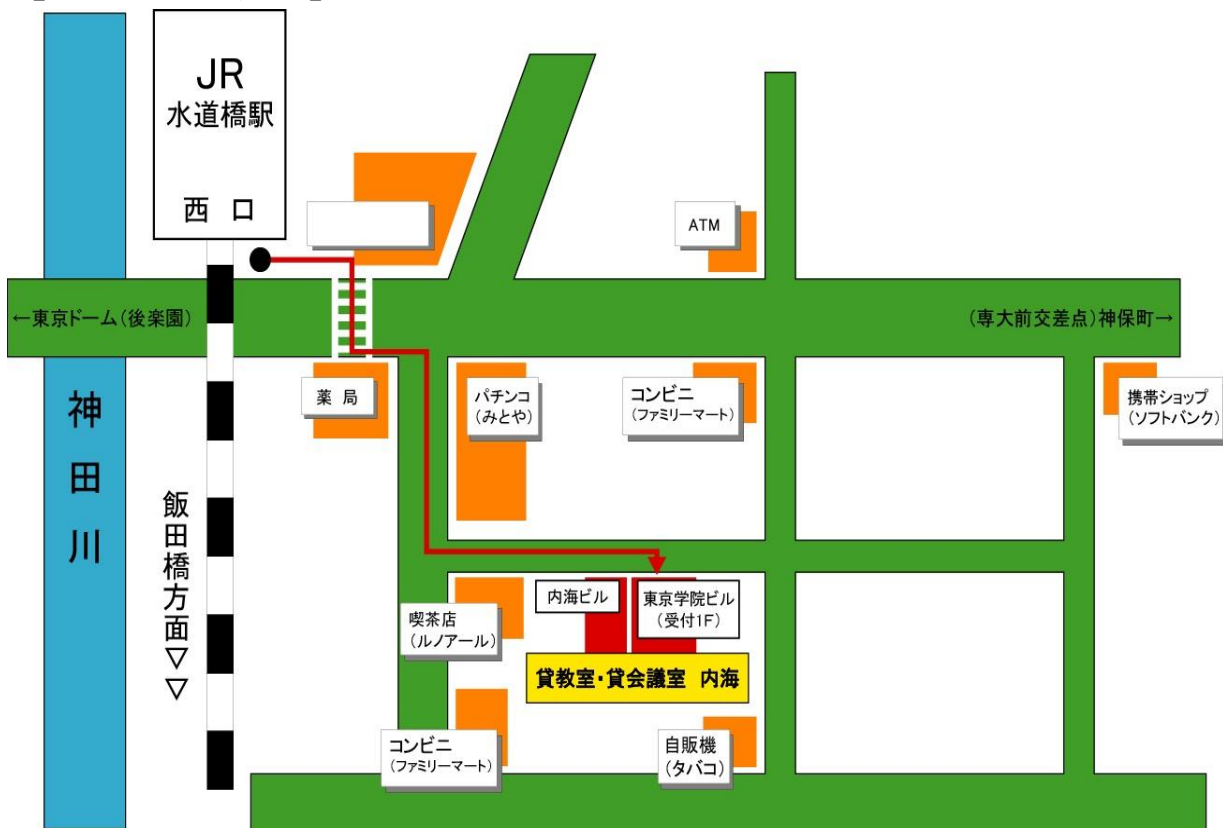 JR
水道橋駅
西 口
ATM
←東京ドーム(後楽園)
(専大前交差点)神保町→
薬 局
パチンコ
(みとや)
コンビニ
(ファミリーマート)
携帯ショップ
(ソフトバンク)
神田川
飯田橋方面▽▽
内海ビル
東京学院ビル
(受付1F)
喫茶店
(ルノアール)
貸教室・貸会議室 内海
コンビニ
(ファミリーマート)
自販機
(タバコ)